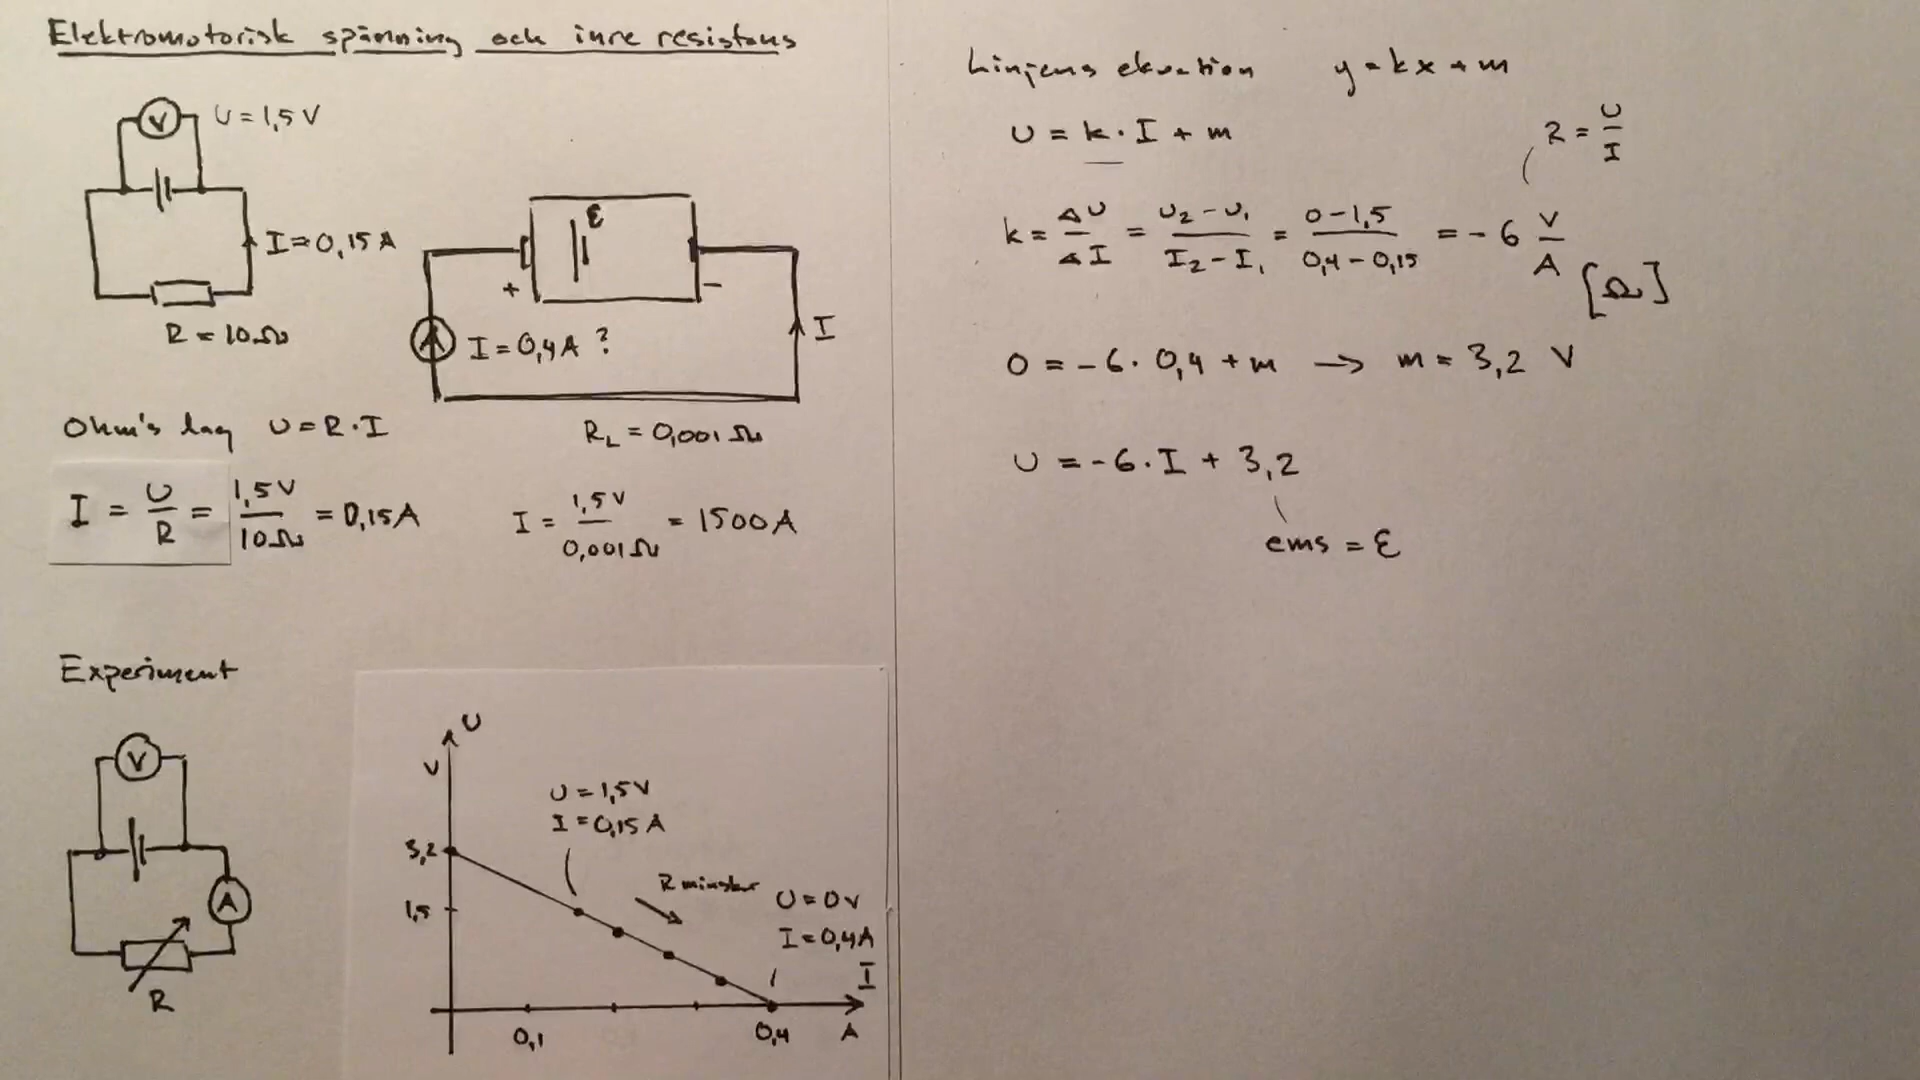 Elektromotorisk spänning och inre resistans
V
U = 1,5 V
I = 0,15 A
R = 10 Ω
ε
+
-
A
I = 0,4 A ?
I
R_L = 0,001 Ω
Ohm's lag U = R · I
I = U/R = 1,5 V/10 Ω = 0,15 A
I = 1,5 V/0,001 Ω = 1500 A
Experiment
V
A
R
U
V
U = 1,5 V
I = 0,15 A
3,2
R minskar
U = 0 V
I = 0,4 A
1,5
I
0,1
0,4
A
Linjens ekvation y = kx + m
U = k · I + m
R = U/I
k = ΔU/ΔI = U₂ - U₁/I₂ - I₁ = 0 - 1,5/0,4 - 0,15 = -6 V/A
[Ω]
0 = -6 · 0,4 + m → m = 3,2 V
U = -6 · I + 3,2
ems = ε